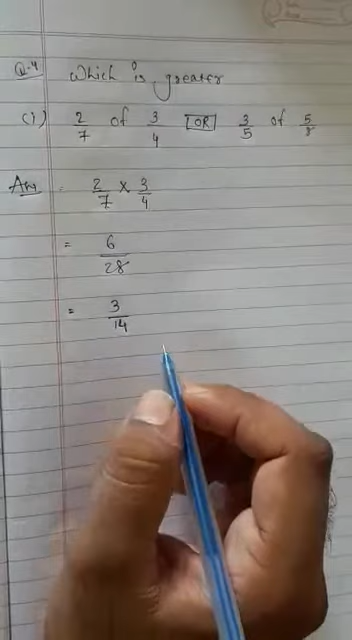 Q.4 Which is greater
(i) 2/7 of 3/4 OR 3/5 of 5/8
Ans = 2/7 × 3/4
= 6/28
= 3/14